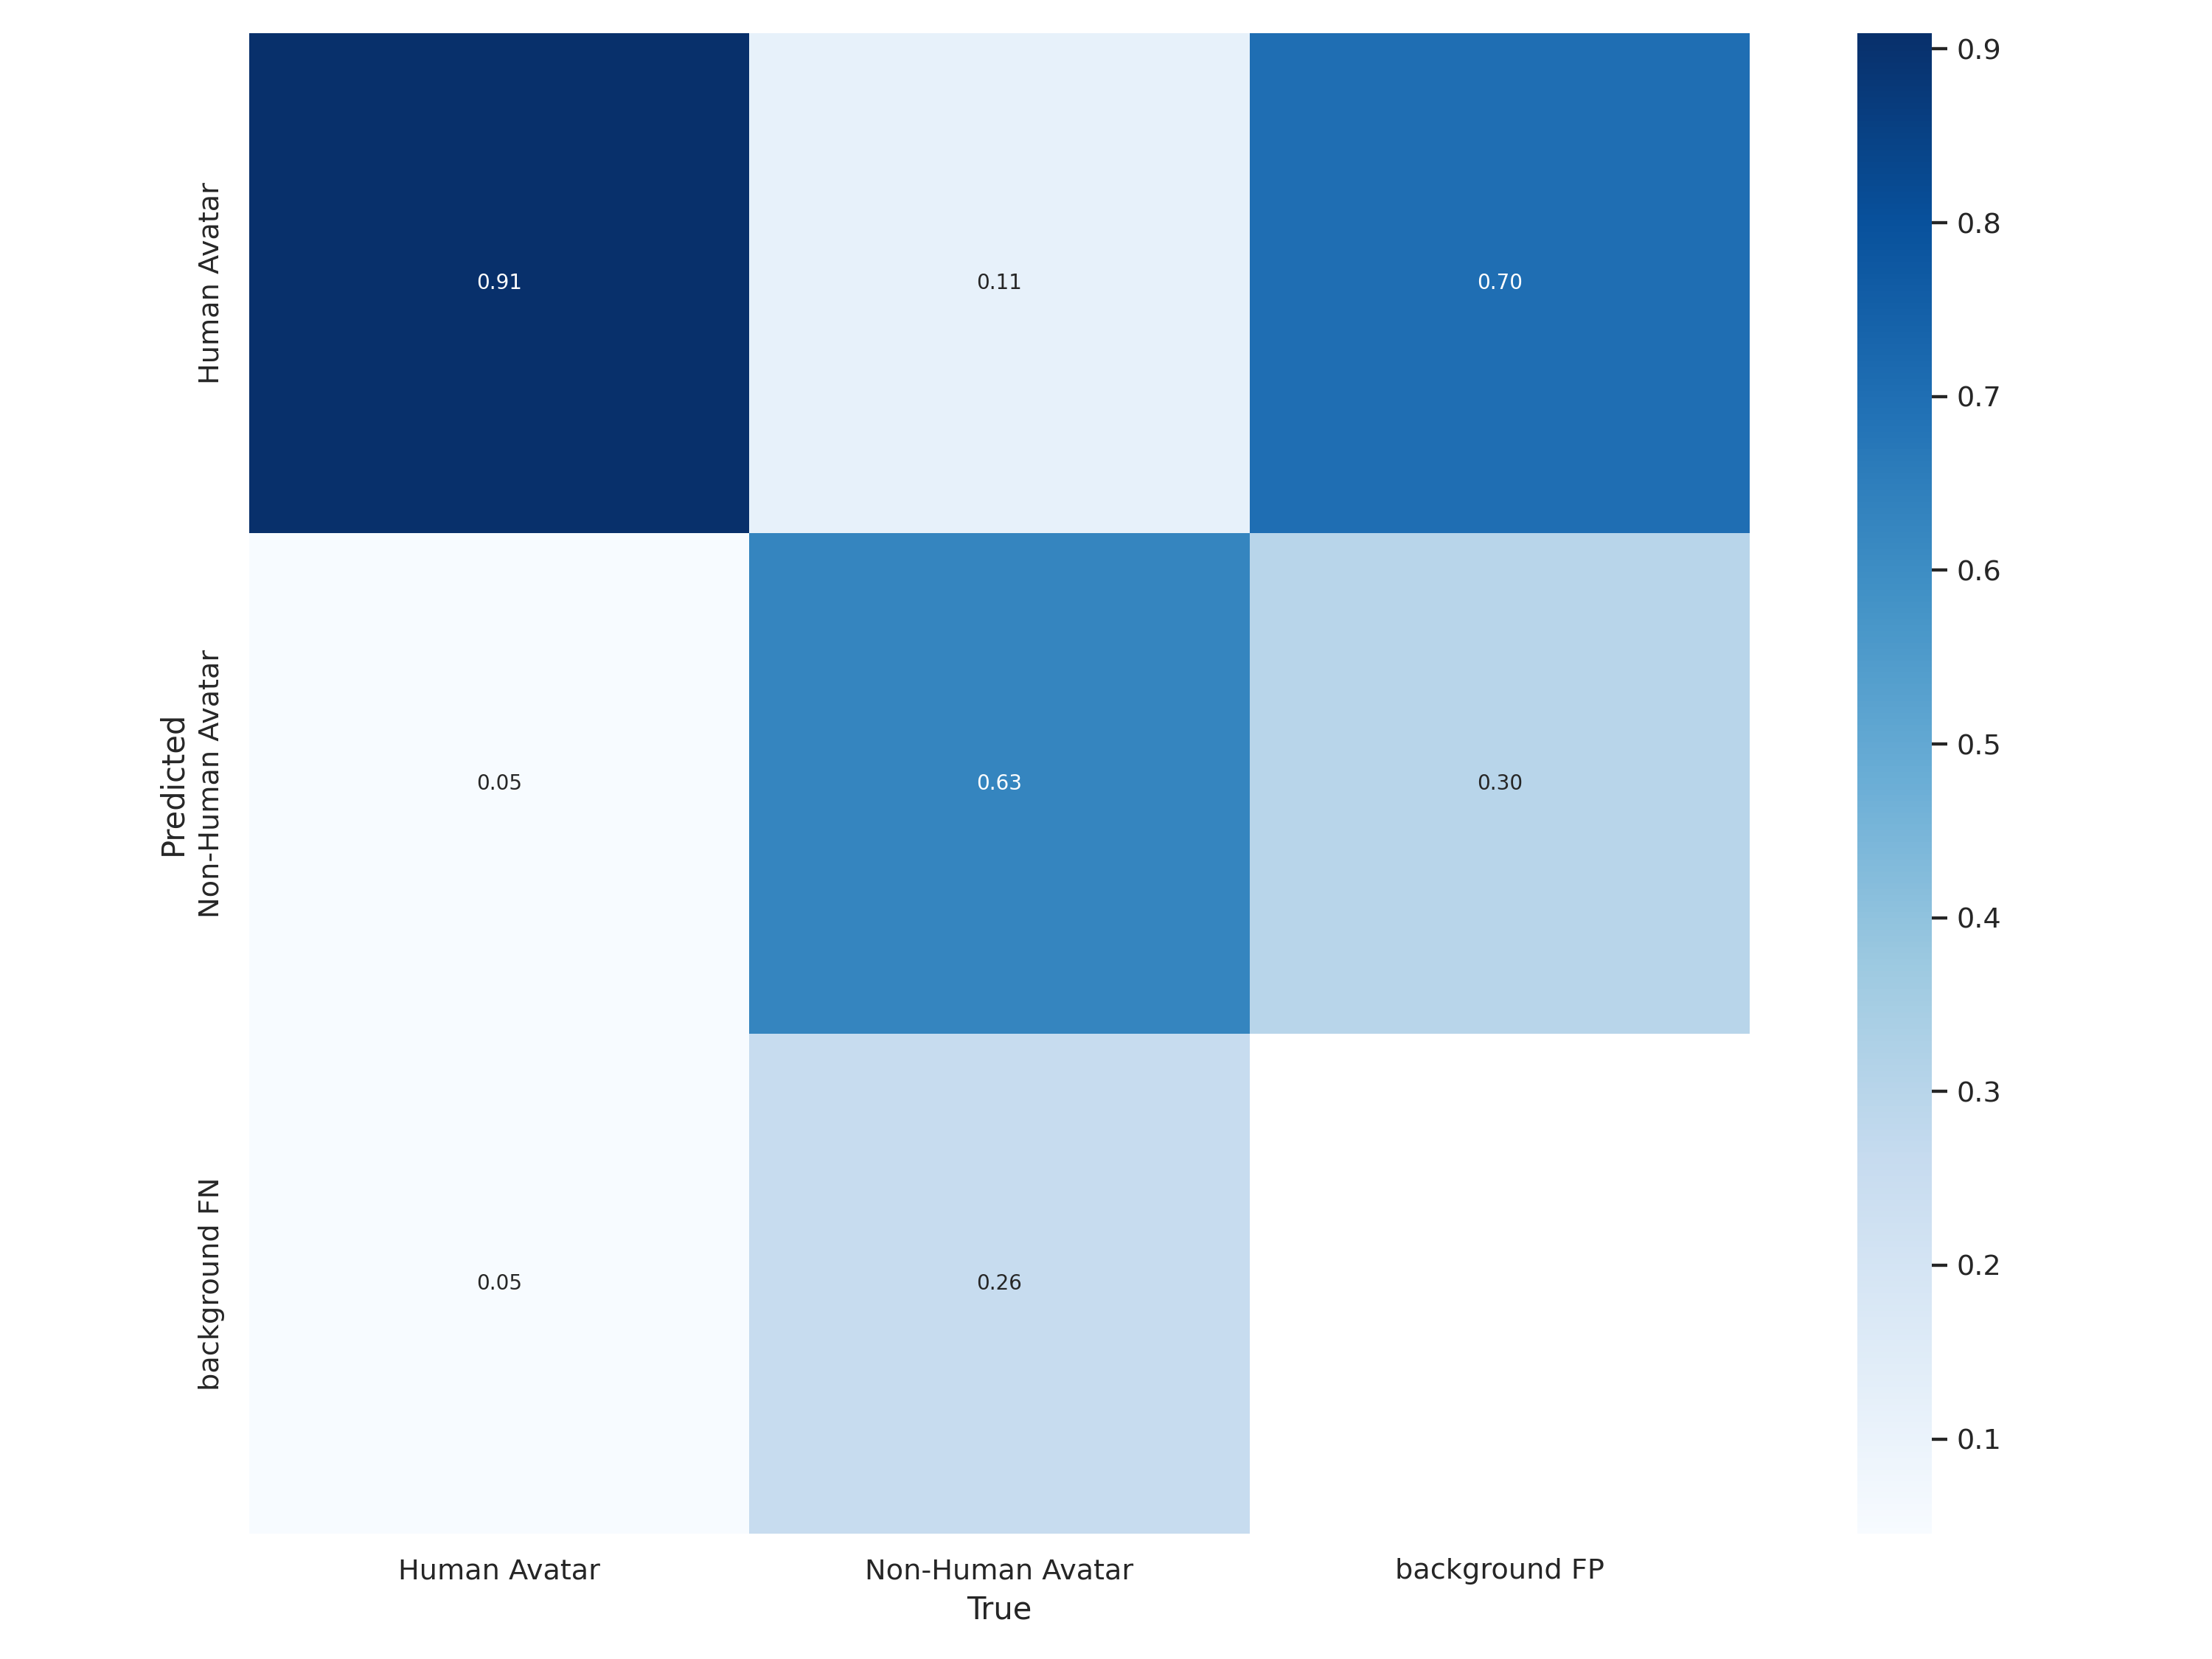 Human Avatar
0.91
0.11
0.70
0.9
0.8
0.7
0.6
Predicted
Non-Human Avatar
0.05
0.63
0.30
0.5
0.4
0.3
background FN
0.05
0.26
0.2
0.1
Human Avatar
Non-Human Avatar
background FP
True